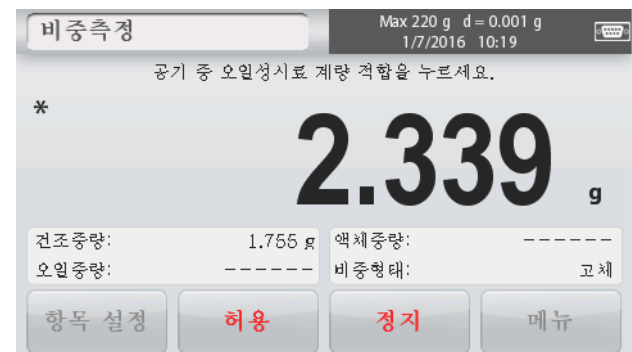 비중측정
Max 220 g d = 0.001 g
1/7/2016 10:19
공기 중 오일성시료 계량 적합을 누르세요.
*
2.339 g
건조중량: 1.755 g 액체중량: ------
오일중량: ------ 비중형태: 고체
항목 설정 허용 정지 메뉴